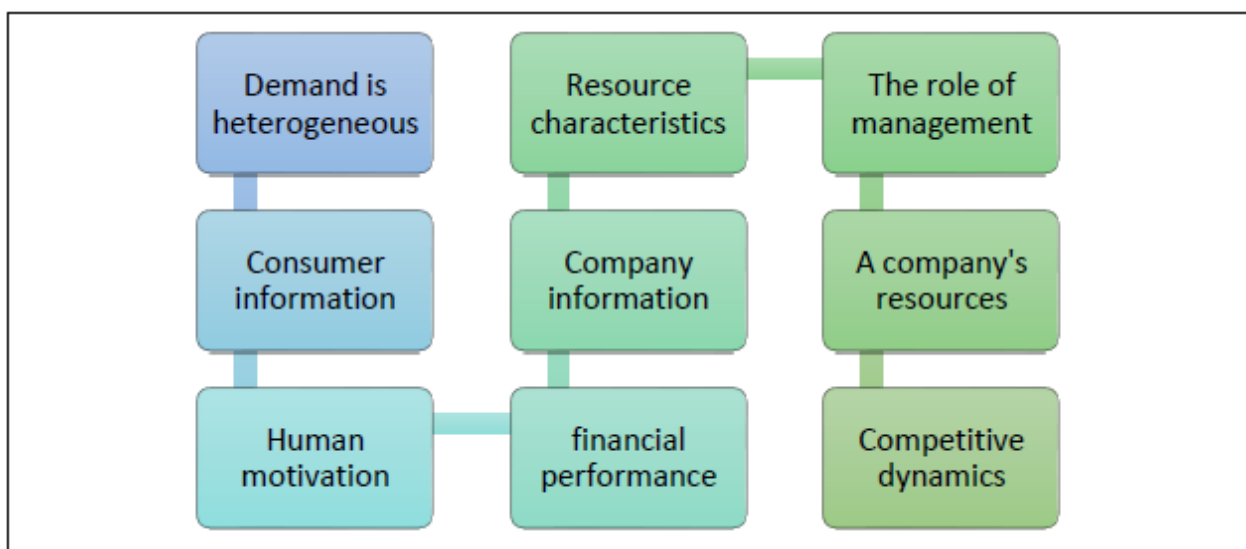 Demand is
heterogeneous
Consumer
information
Human
motivation
financial
performance
Company
information
Resource
characteristics
The role of
management
A company's
resources
Competitive
dynamics